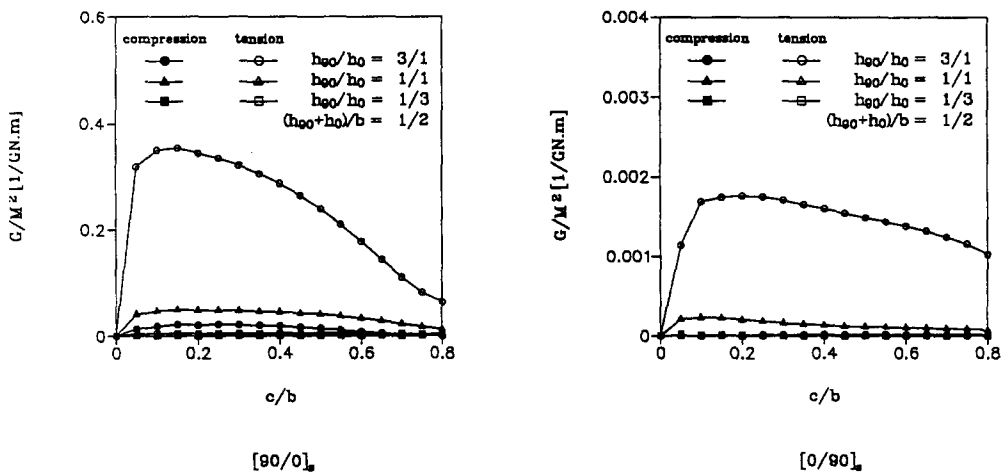 G/M²[1/GN.m]
0.6
0.4
0.2
0
compression tension
h90/h0 = 3/1
h90/h0 = 1/1
h90/h0 = 1/3
(h90+h0)/b = 1/2
0 0.2 0.4 0.6 0.8
c/b
[90/0]s
G/M²[1/GN.m]
0.004
0.003
0.002
0.001
0
compression tension
h90/h0 = 3/1
h90/h0 = 1/1
h90/h0 = 1/3
(h90+h0)/b = 1/2
0 0.2 0.4 0.6 0.8
c/b
[0/90]s